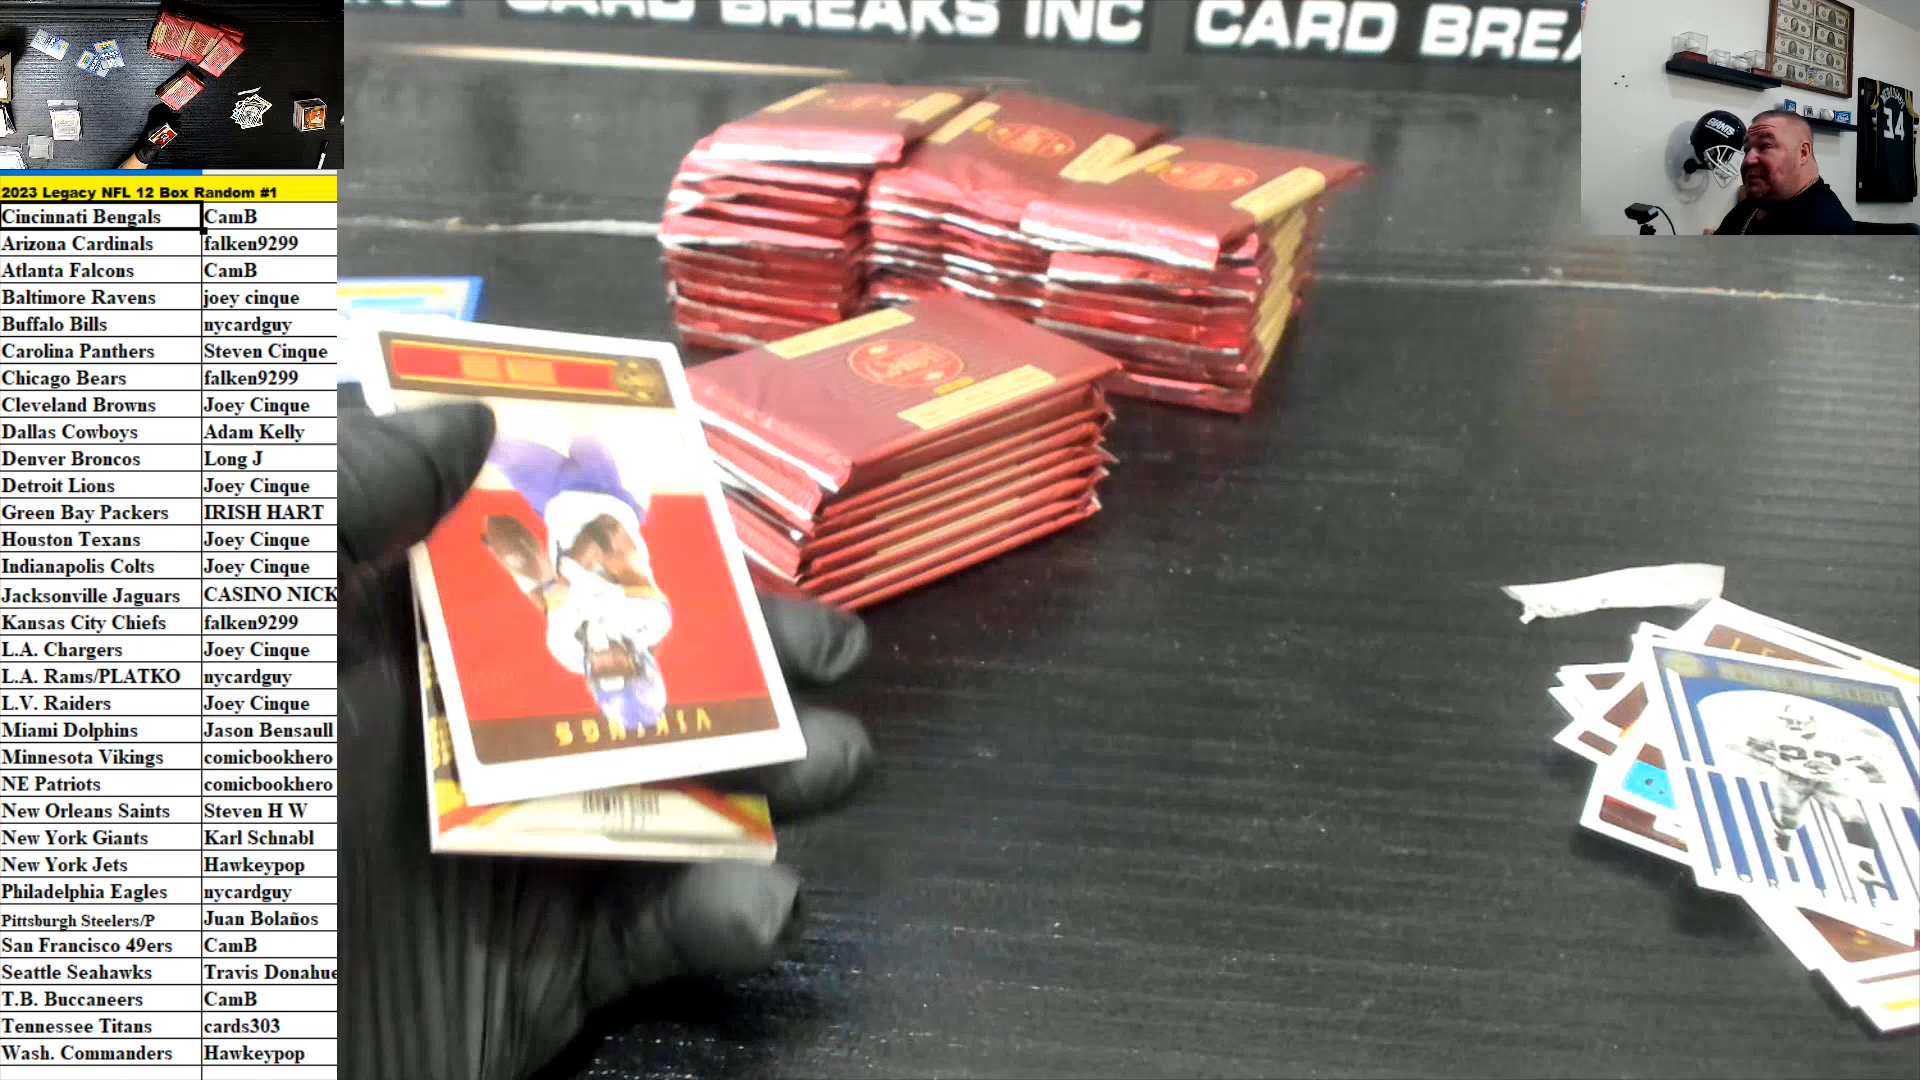 CARD BREAKS INC CARD BREA
GIANTS
34
2023 Legacy NFL 12 Box Random #1
Cincinnati Bengals CamB
Arizona Cardinals falken9299
Atlanta Falcons CamB
Baltimore Ravens joey cinque
Buffalo Bills nycardguy
Carolina Panthers Steven Cinque
Chicago Bears falken9299
Cleveland Browns Joey Cinque
Dallas Cowboys Adam Kelly
Denver Broncos Long J
Detroit Lions Joey Cinque
Green Bay Packers IRISH HART
Houston Texans Joey Cinque
Indianapolis Colts Joey Cinque
Jacksonville Jaguars CASINO NICK
Kansas City Chiefs falken9299
L.A. Chargers Joey Cinque
L.A. Rams/PLATKO nycardguy
L.V. Raiders Joey Cinque
Miami Dolphins Jason Bensaull
Minnesota Vikings comicbookhero
NE Patriots comicbookhero
New Orleans Saints Steven H W
New York Giants Karl Schnabl
New York Jets Hawkeypop
Philadelphia Eagles nycardguy
Pittsburgh Steelers/P Juan Bolaños
San Francisco 49ers CamB
Seattle Seahawks Travis Donahue
T.B. Buccaneers CamB
Tennessee Titans cards303
Wash. Commanders Hawkeypop
VIKINGS